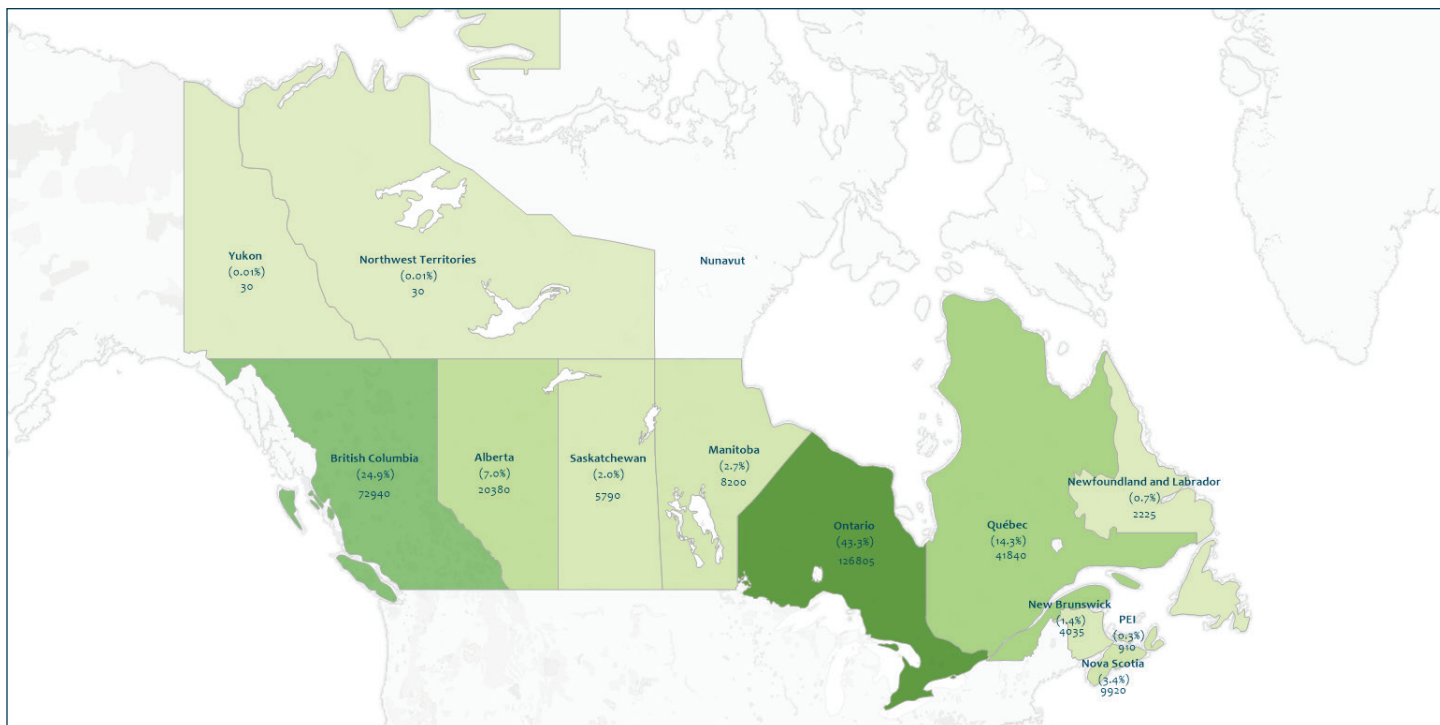 Yukon
(0.01%)
30
Northwest Territories
(0.01%)
30
Nunavut
British Columbia
(24.9%)
72940
Alberta
(7.0%)
20380
Saskatchewan
(2.0%)
5790
Manitoba
(2.7%)
8200
Ontario
(43.3%)
126805
Québec
(14.3%)
41840
Newfoundland and Labrador
(0.7%)
2225
New Brunswick
(1.4%)
4035
PEI
(0.3%)
910
Nova Scotia
(3.4%)
9920